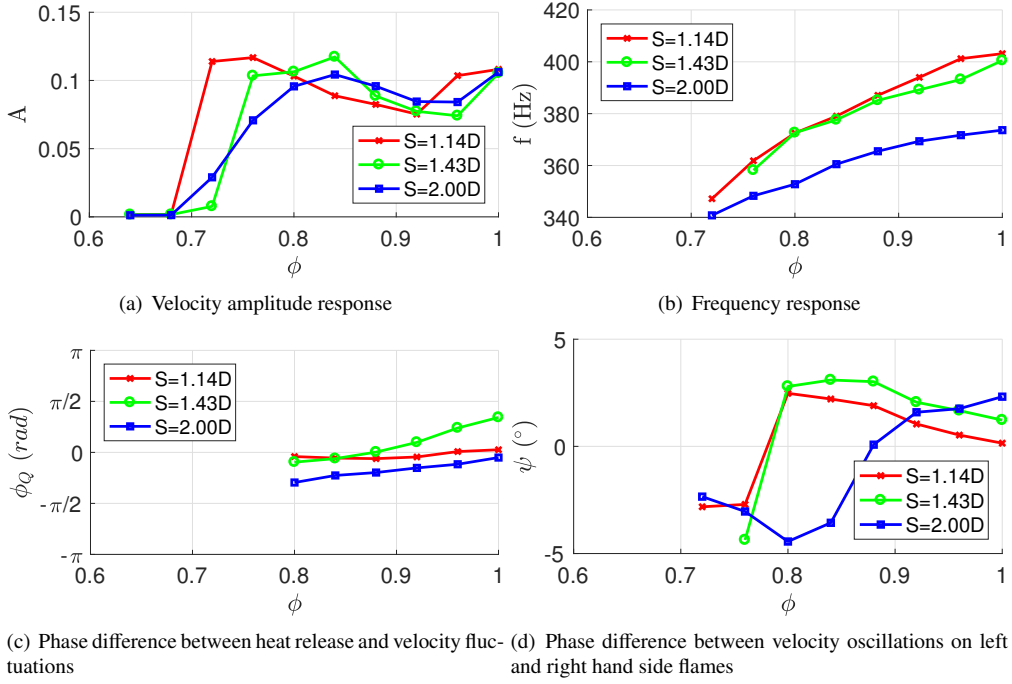 A
0.15
0.1
0.05
0
0.6
0.7
0.8
0.9
1
ϕ
S=1.14D
S=1.43D
S=2.00D
(a) Velocity amplitude response
f (Hz)
420
400
380
360
340
0.6
0.7
0.8
0.9
1
ϕ
S=1.14D
S=1.43D
S=2.00D
(b) Frequency response
ϕQ (rad)
π
π/2
0
-π/2
-π
0.6
0.7
0.8
0.9
1
ϕ
S=1.14D
S=1.43D
S=2.00D
(c) Phase difference between heat release and velocity fluc-
tuations
ψ (°)
5
0
-5
0.6
0.7
0.8
0.9
1
ϕ
S=1.14D
S=1.43D
S=2.00D
(d) Phase difference between velocity oscillations on left
and right hand side flames